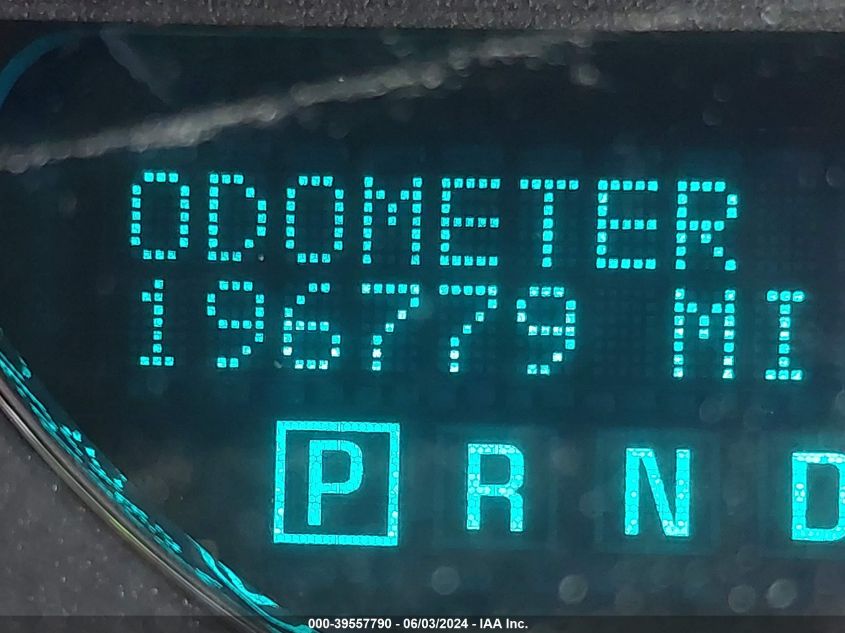 ODOMETER
196779 MI
P R N D
000-39557790 - 06/03/2024 - IAA Inc.